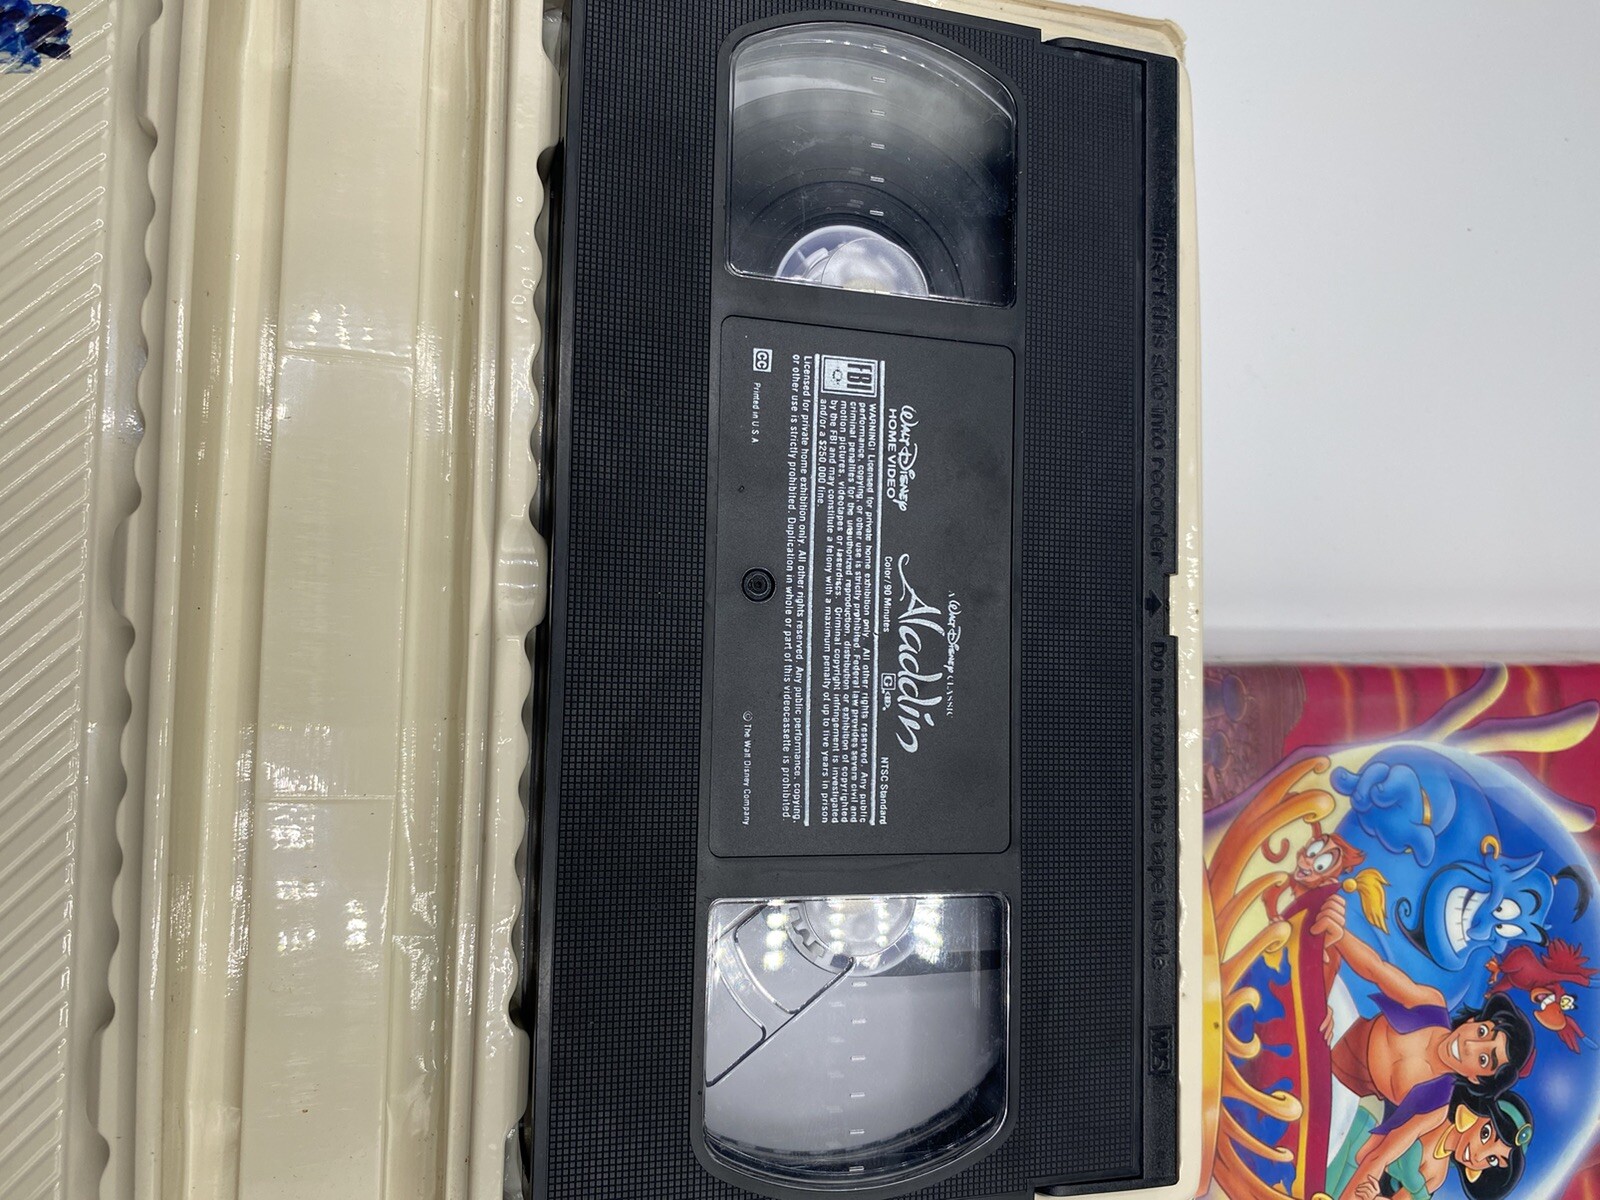 Insert this side into recorder
Do not touch the tape inside
VHS
A WALT DISNEY CLASSIC
Aladdin
WALT DISNEY
HOME VIDEO
Color/90 Minutes
G
NTSC Standard
FBI
WARNING! Licensed for private home exhibition only. All other rights reserved. Any public
performance, copying, or other use is strictly prohibited. Federal law provides severe civil and
criminal penalties for the unauthorized reproduction, distribution or exhibition of copyrighted
motion pictures, videotapes or laserdiscs. Criminal copyright infringement is investigated
by the FBI and may constitute a felony with a maximum penalty of up to five years in prison
and/or a $250,000 fine.
Licensed for private home exhibition only. All other rights reserved. Any public performance, copying,
or other use is strictly prohibited. Duplication in whole or part of this videocassette is prohibited.
CC
Printed in U S A
© The Walt Disney Company